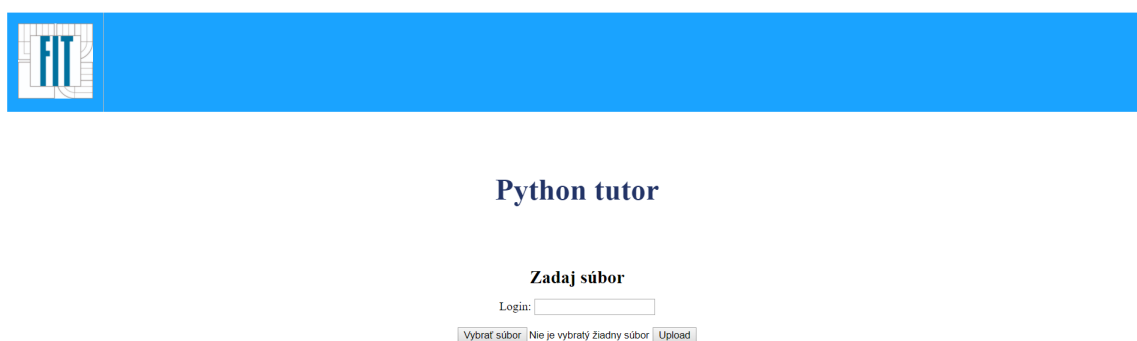 FIT
Python tutor
Zadaj súbor
Login:
Vybrať súbor Nie je vybratý žiadny súbor Upload